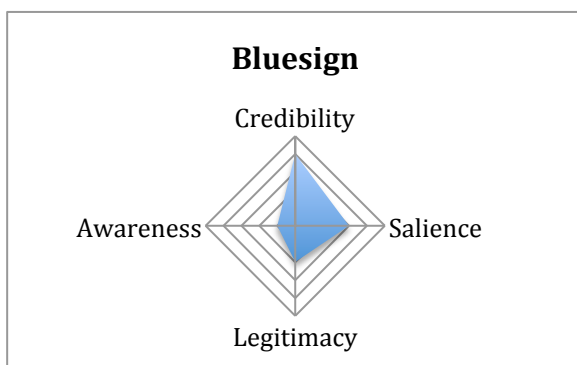 Bluesign
Credibility
Awareness
Salience
Legitimacy